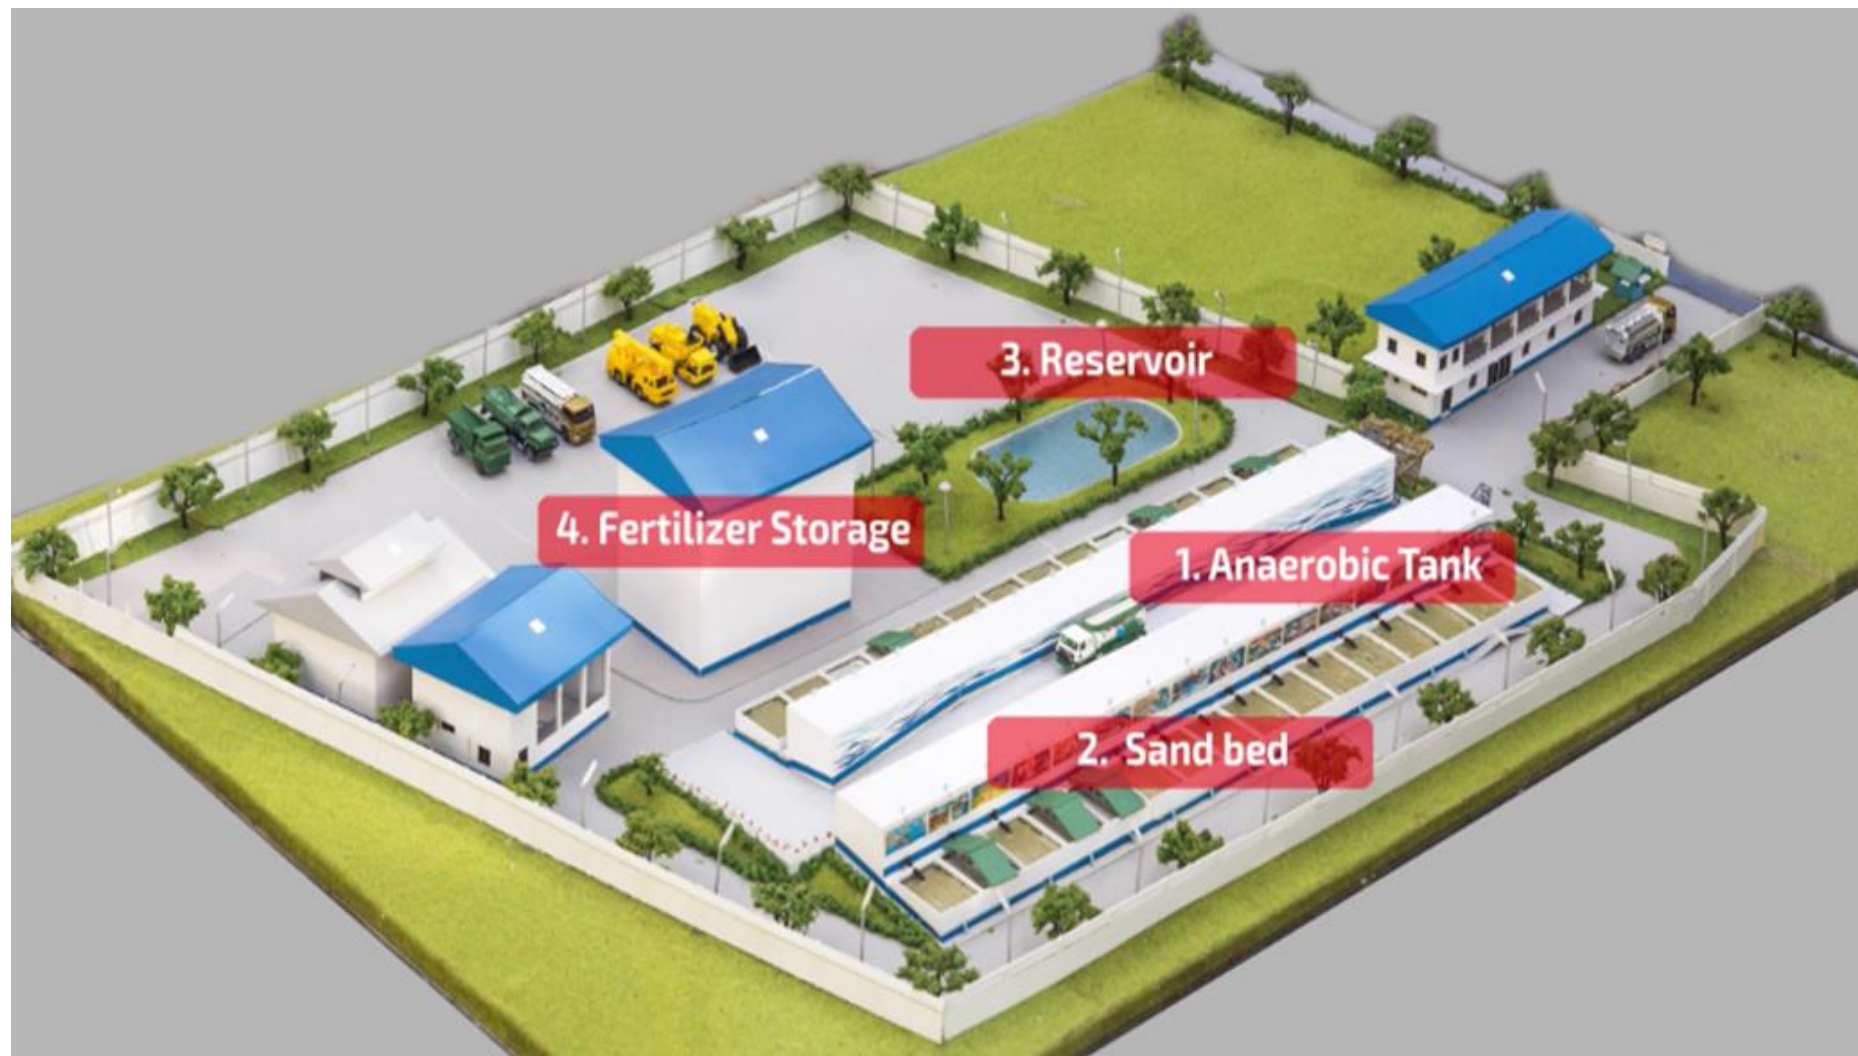 3. Reservoir
4. Fertilizer Storage
1. Anaerobic Tank
2. Sand bed